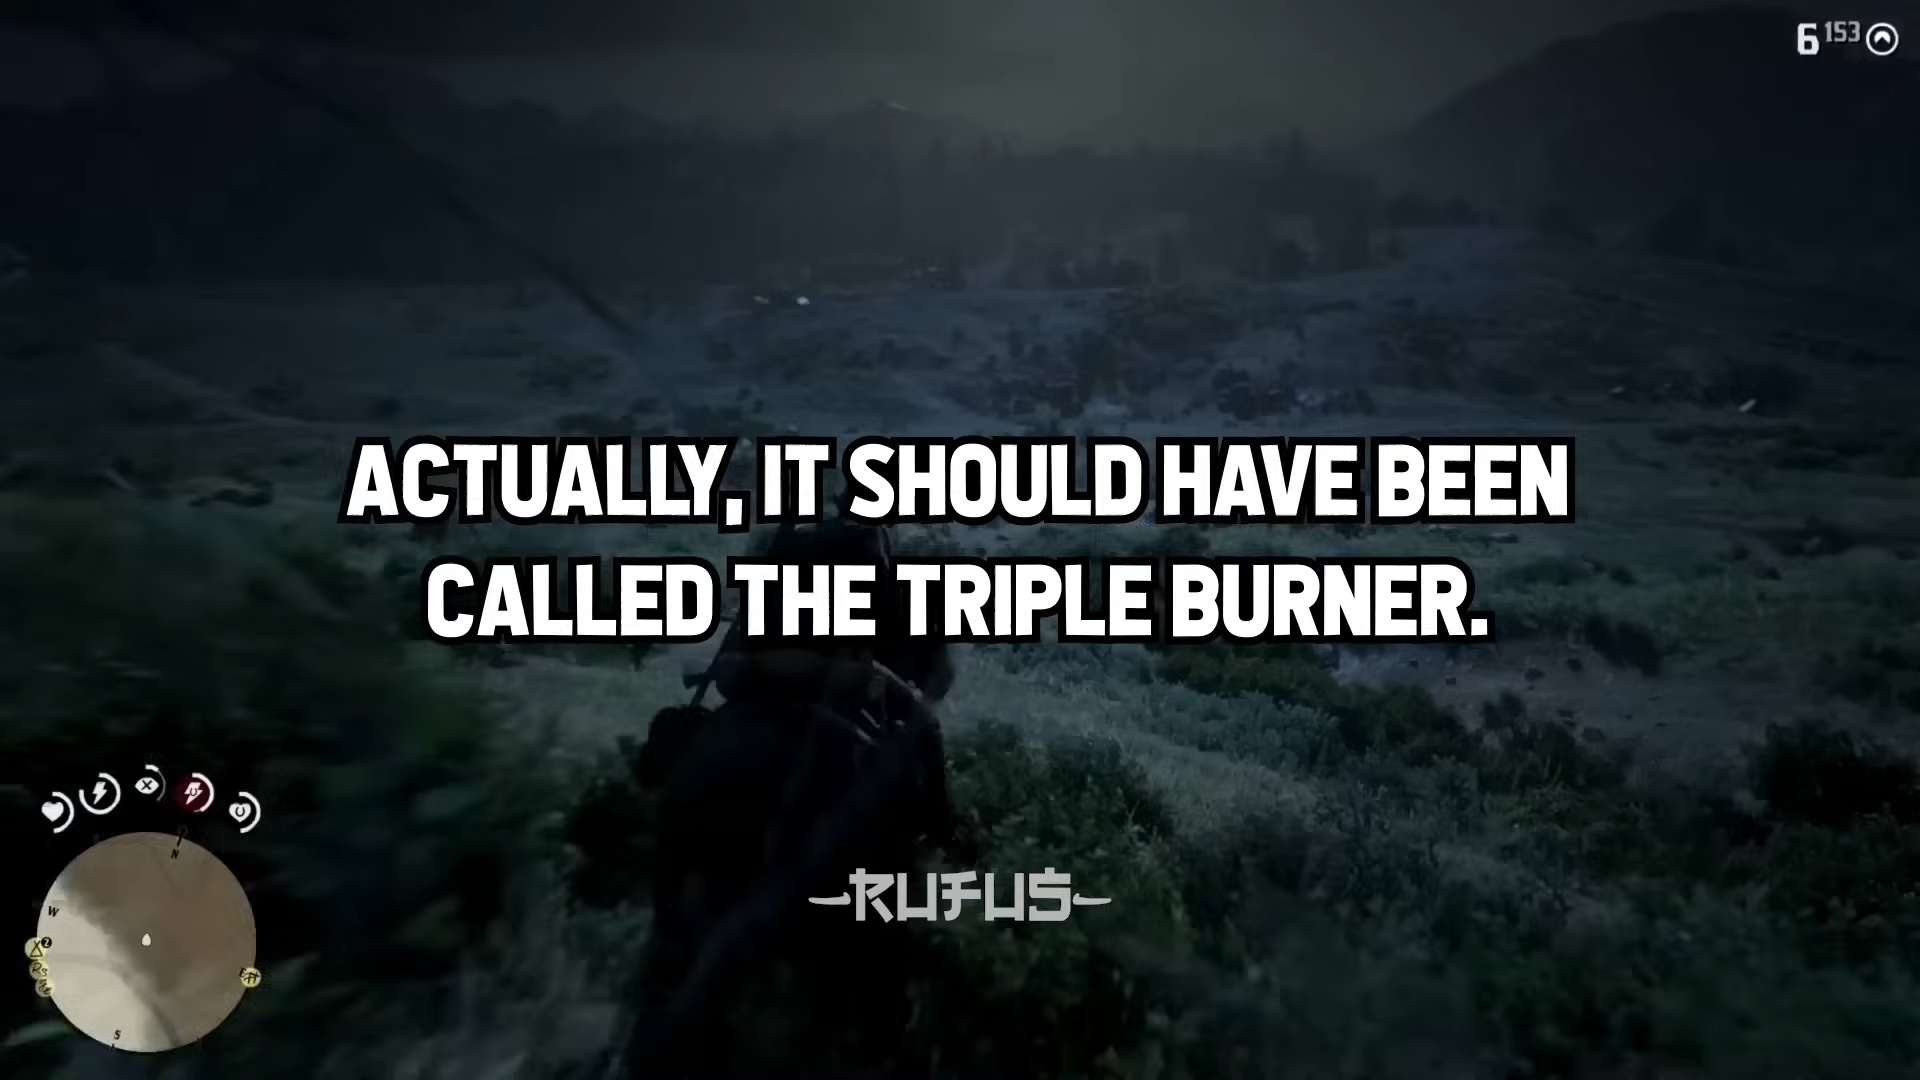 6 153
ACTUALLY, IT SHOULD HAVE BEEN
CALLED THE TRIPLE BURNER.
RUFUS
N
W
S